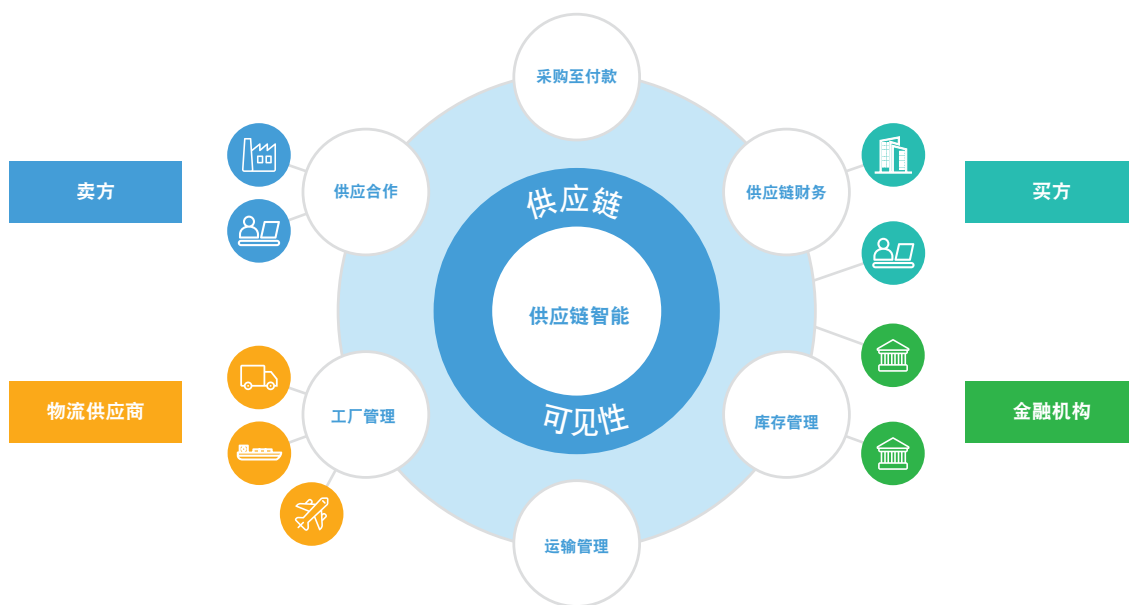 采购至付款
卖方
供应合作
供应链财务
买方
供应链
供应链智能
可见性
物流供应商
工厂管理
库存管理
金融机构
运输管理